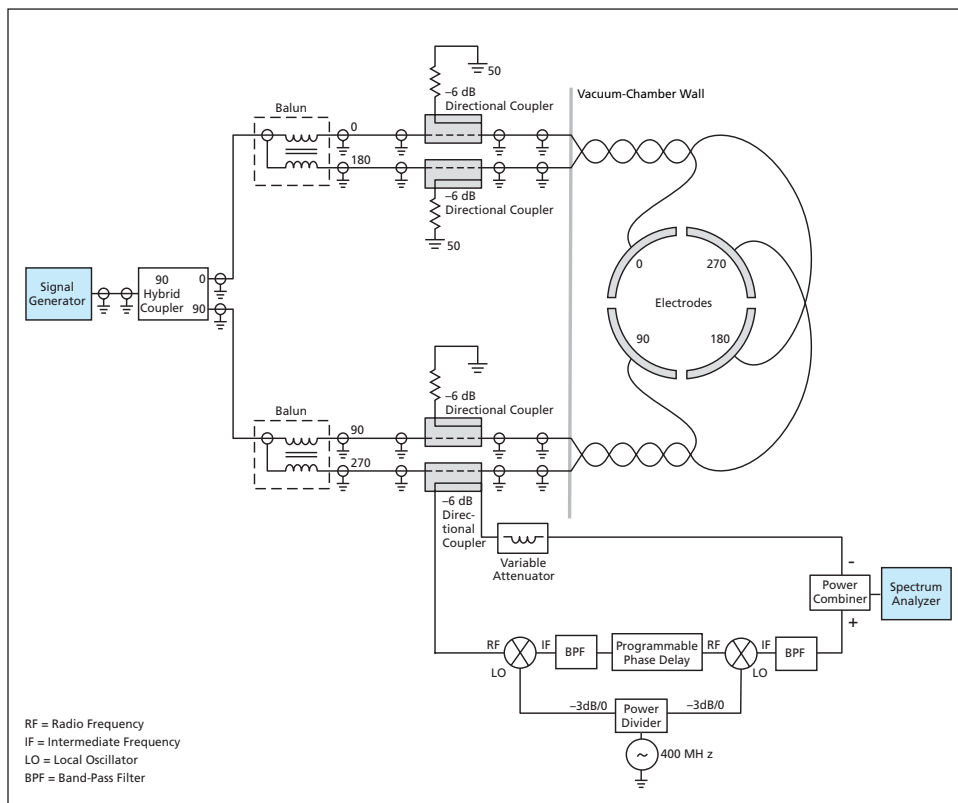 50
–6 dB
Directional Coupler
Vacuum-Chamber Wall
Balun
0
180
–6 dB
Directional Coupler
50
0
270
Electrodes
90
180
Signal
Generator
90
Hybrid
Coupler
0
90
–6 dB
Directional Coupler
Balun
90
270
–6 dB
Direc-
tional
Coupler
Variable
Attenuator
-
Power
Combiner
+
Spectrum
Analyzer
RF
IF
LO
BPF
Programmable
Phase Delay
RF
IF
LO
BPF
–3dB/0
Power
Divider
–3dB/0
~
400 MH z
RF = Radio Frequency
IF = Intermediate Frequency
LO = Local Oscillator
BPF = Band-Pass Filter